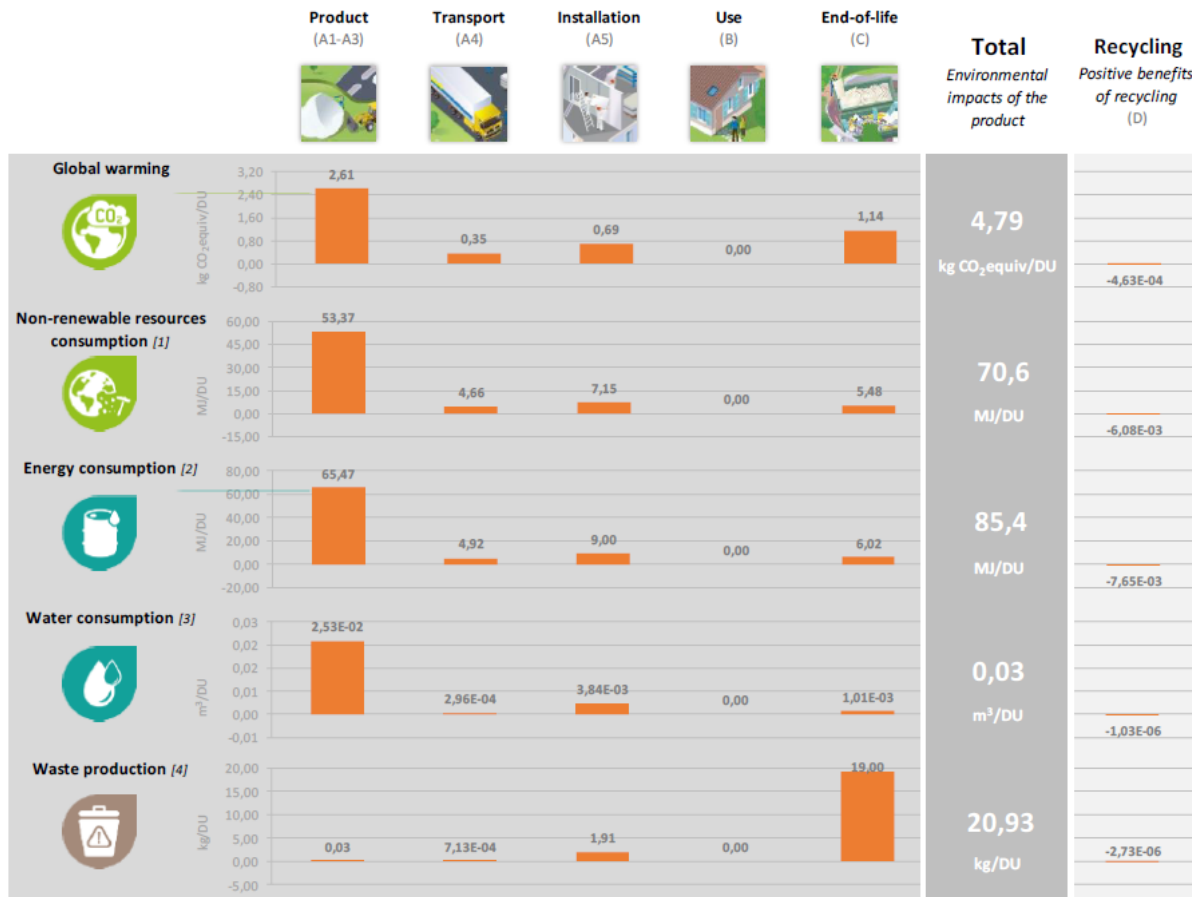 Product
(A1-A3)
Transport
(A4)
Installation
(A5)
Use
(B)
End-of-life
(C)
Total
Environmental
impacts of the
product
Recycling
Positive benefits
of recycling
(D)
Global warming
CO2
kg CO2equiv/DU
3,20
2,40
1,60
0,80
0,00
-0,80
2,61
0,35
0,69
0,00
1,14
4,79
kg CO2equiv/DU
-4,63E-04
Non-renewable resources
consumption [1]
MJ/DU
60,00
45,00
30,00
15,00
0,00
-15,00
53,37
4,66
7,15
0,00
5,48
70,6
MJ/DU
-6,08E-03
Energy consumption [2]
MJ/DU
80,00
60,00
40,00
20,00
0,00
-20,00
65,47
4,92
9,00
0,00
6,02
85,4
MJ/DU
-7,65E-03
Water consumption [3]
m³/DU
0,03
0,02
0,02
0,01
0,00
-0,01
2,53E-02
2,96E-04
3,84E-03
0,00
1,01E-03
0,03
m³/DU
-1,03E-06
Waste production [4]
kg/DU
20,00
15,00
10,00
5,00
0,00
-5,00
0,03
7,13E-04
1,91
0,00
19,00
20,93
kg/DU
-2,73E-06